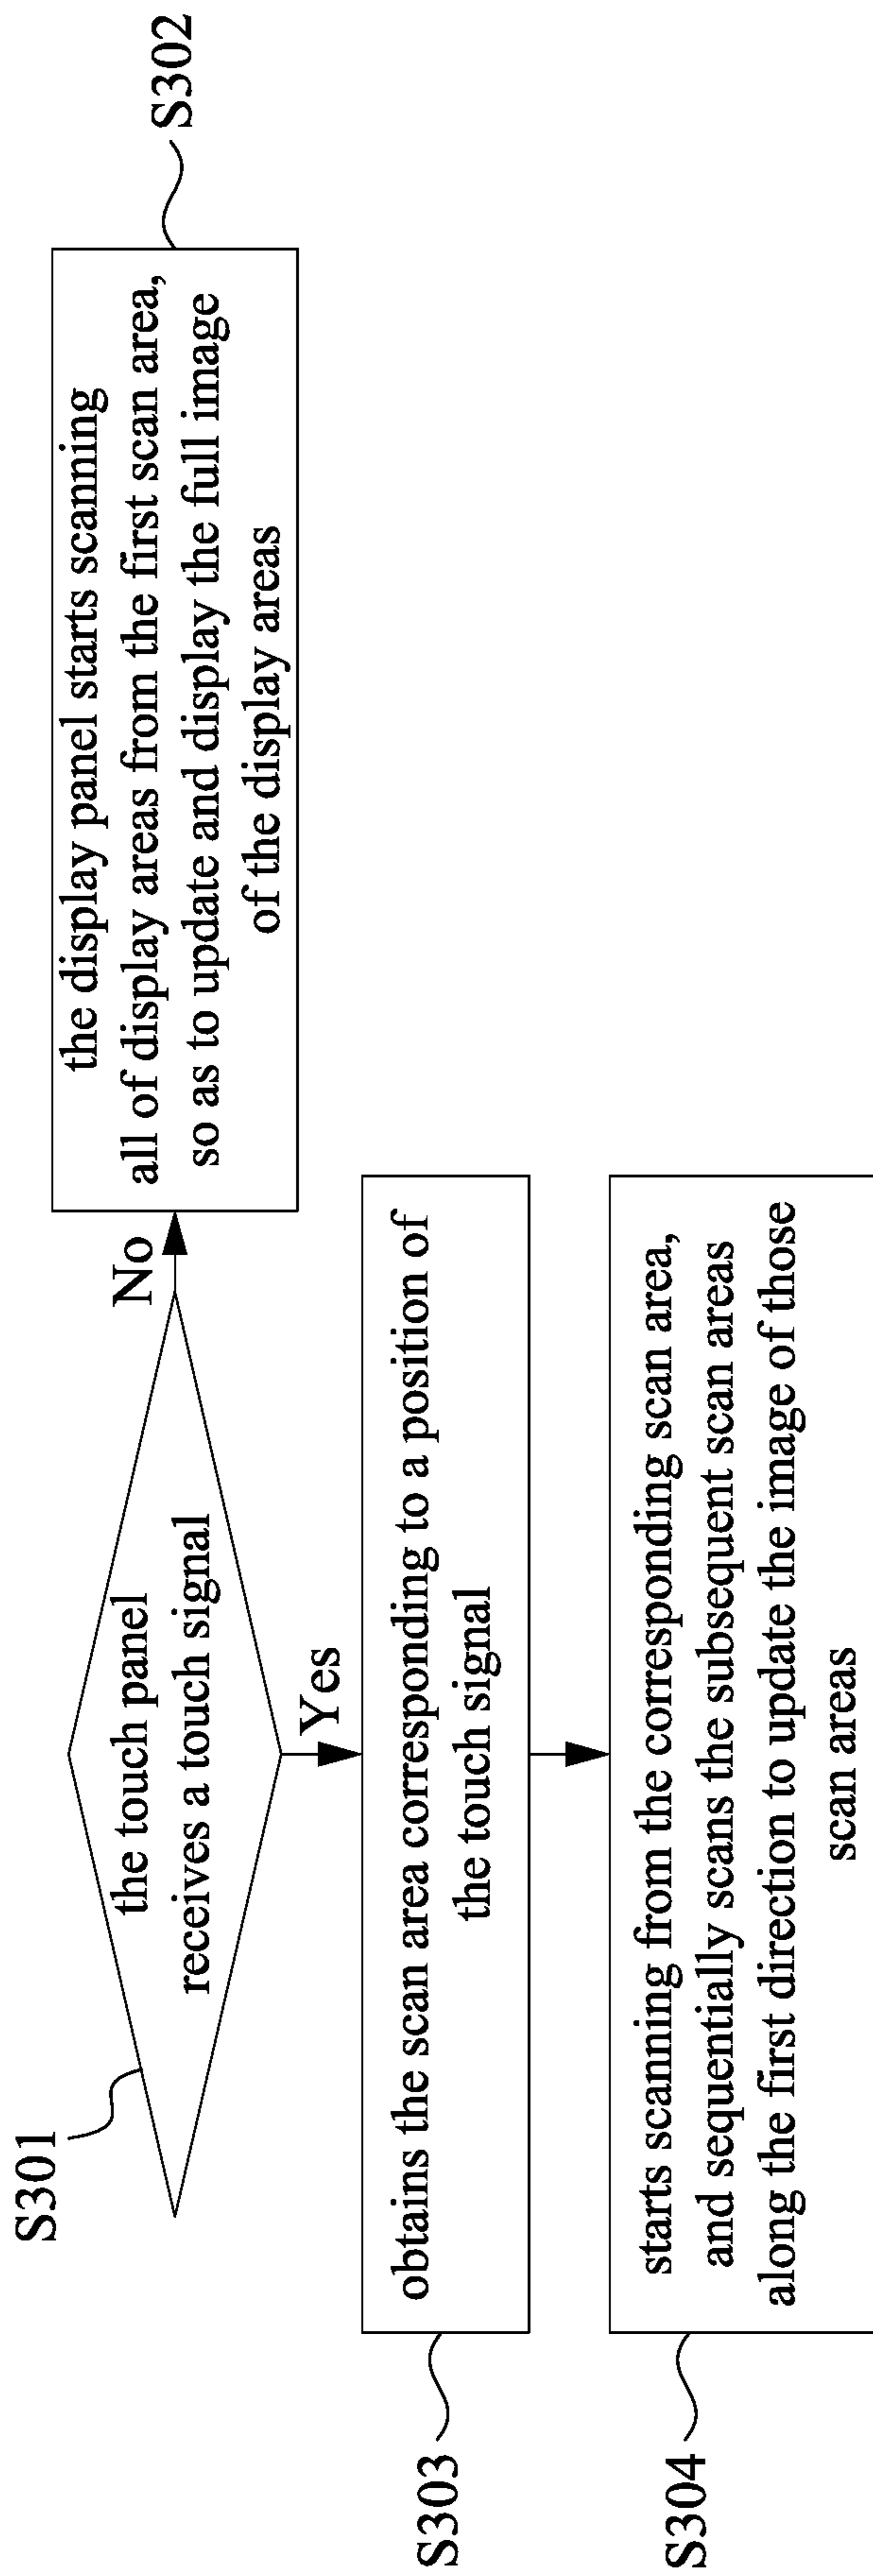 S301
the touch panel
receives a touch signal
No
the display panel starts scanning
all of display areas from the first scan area,
so as to update and display the full image
of the display areas
S302
Yes
S303
obtains the scan area corresponding to a position of
the touch signal
S304
starts scanning from the corresponding scan area,
and sequentially scans the subsequent scan areas
along the first direction to update the image of those
scan areas